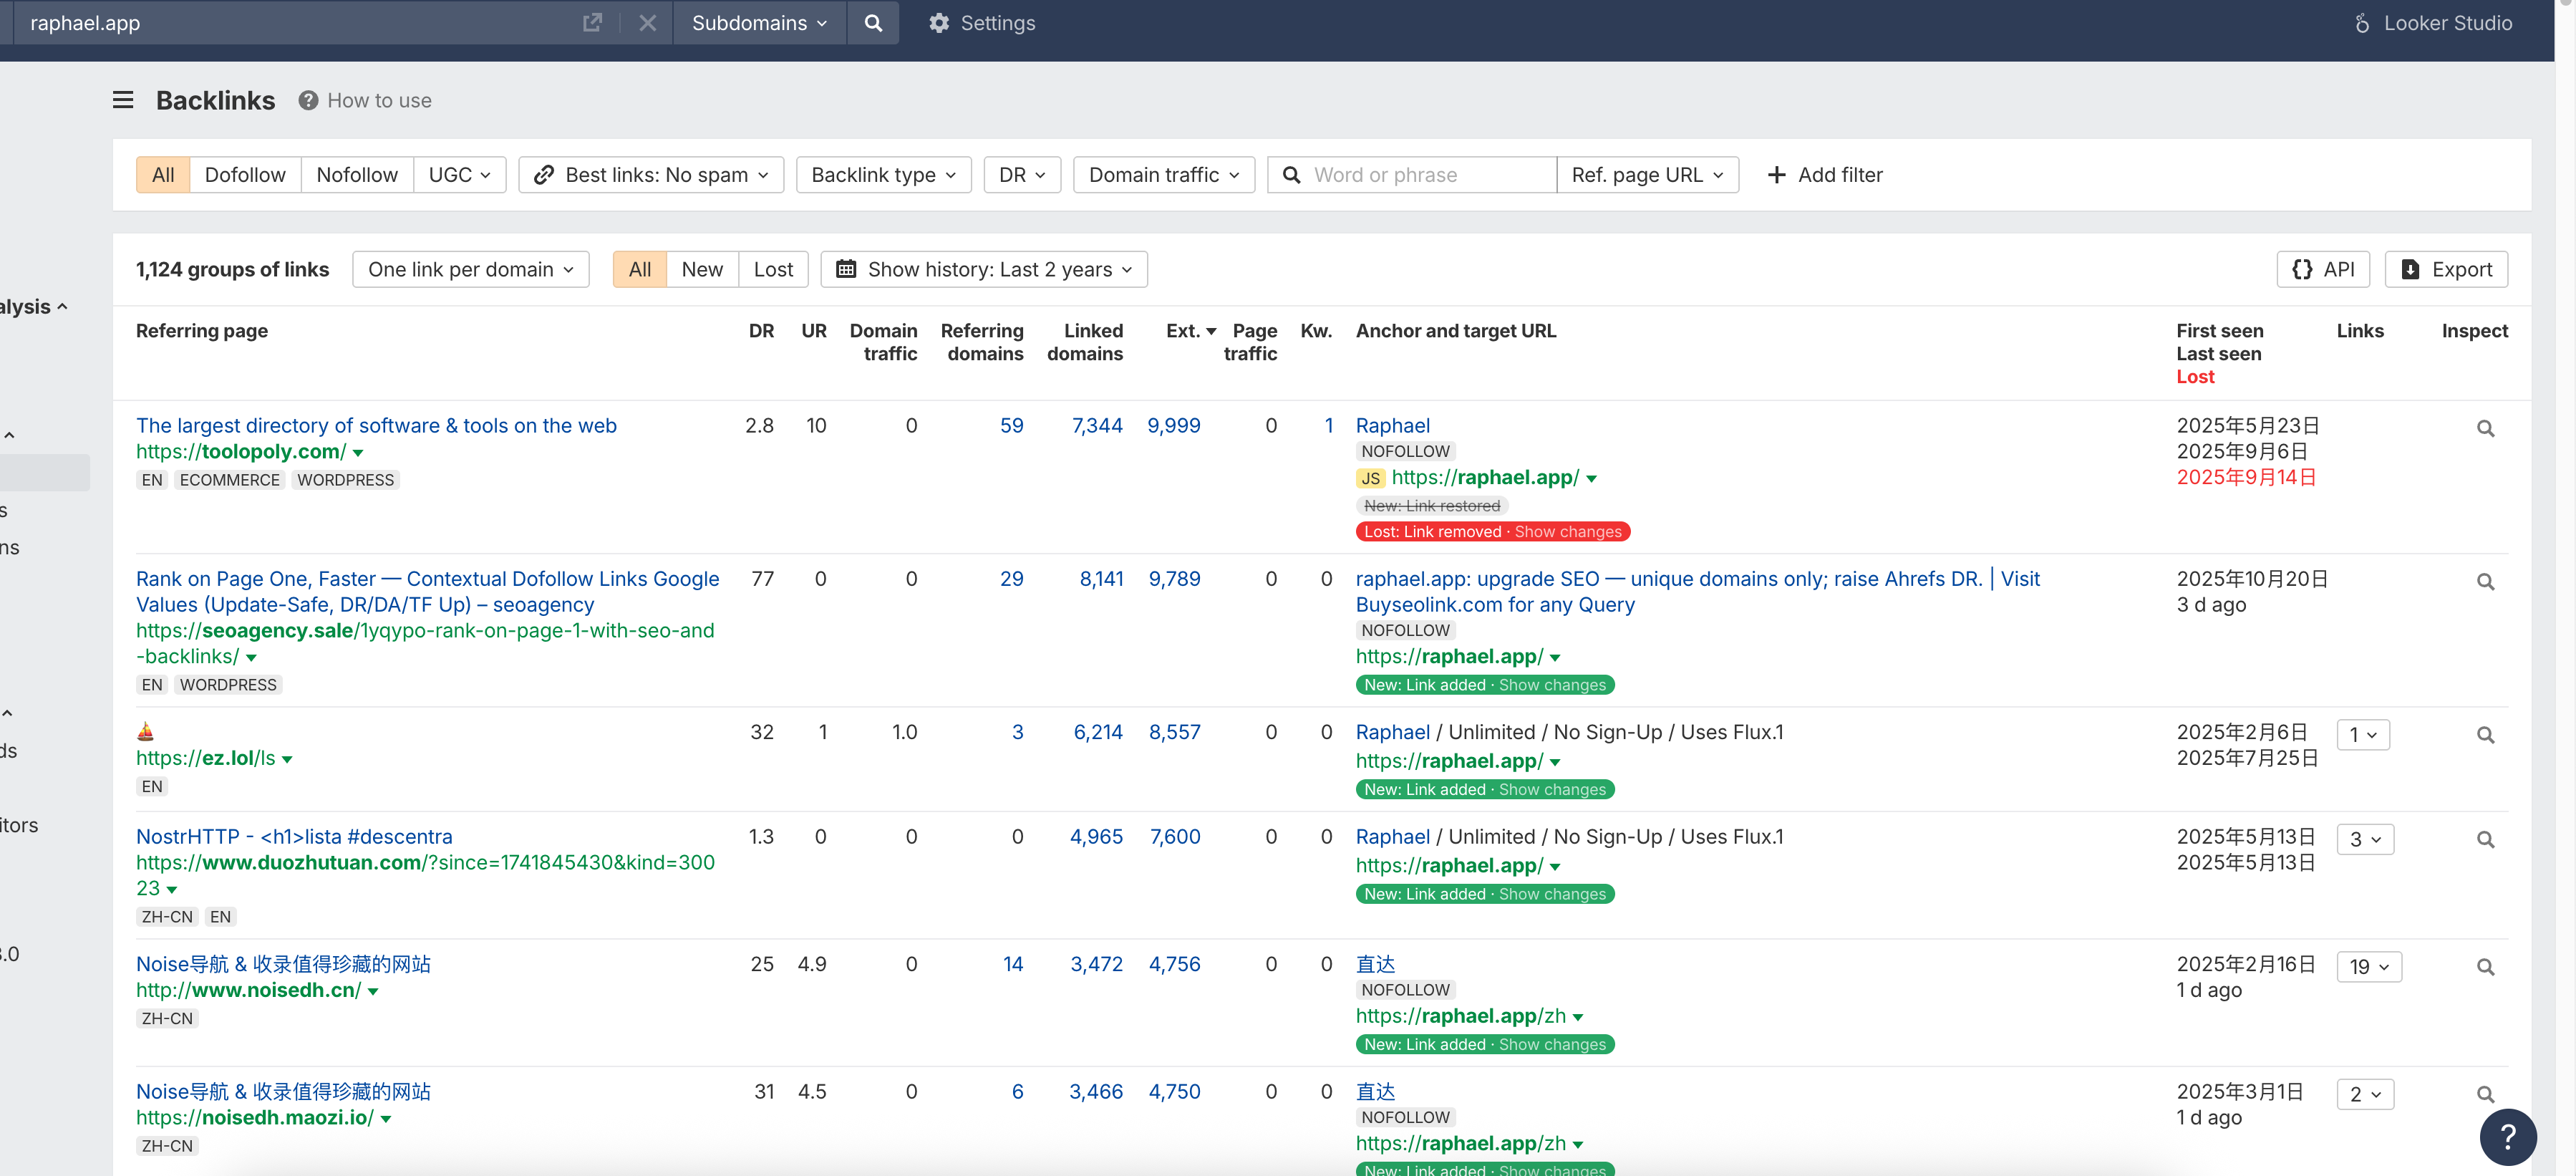 raphael.app
Subdomains
Settings
Looker Studio
Backlinks
How to use
All
Dofollow
Nofollow
UGC
Best links: No spam
Backlink type
DR
Domain traffic
Word or phrase
Ref. page URL
Add filter
1,124 groups of links
One link per domain
All
New
Lost
Show history: Last 2 years
API
Export
alysis
s
ns
ds
itors
.0
Referring page
DR
UR
Domain traffic
Referring domains
Linked domains
Ext.
Page traffic
Kw.
Anchor and target URL
First seen
Last seen
Lost
Links
Inspect
The largest directory of software & tools on the web
https://toolopoly.com/
EN ECOMMERCE WORDPRESS
2.8 10 0 59 7,344 9,999 0 1
Raphael
NOFOLLOW
JS https://raphael.app/
New: Link restored
Lost: Link removed · Show changes
2025年5月23日
2025年9月6日
2025年9月14日
Rank on Page One, Faster — Contextual Dofollow Links Google
Values (Update-Safe, DR/DA/TF Up) – seoagency
https://seoagency.sale/1yqypo-rank-on-page-1-with-seo-and
-backlinks/
EN WORDPRESS
77 0 0 29 8,141 9,789 0 0
raphael.app: upgrade SEO — unique domains only; raise Ahrefs DR. | Visit
Buyseolink.com for any Query
NOFOLLOW
https://raphael.app/
New: Link added · Show changes
2025年10月20日
3 d ago
https://ez.lol/ls
EN
32 1 1.0 3 6,214 8,557 0 0
Raphael / Unlimited / No Sign-Up / Uses Flux.1
https://raphael.app/
New: Link added · Show changes
2025年2月6日
2025年7月25日
1
NostrHTTP - <h1>lista #descentra
https://www.duozhutuan.com/?since=1741845430&kind=300
23
ZH-CN EN
1.3 0 0 0 4,965 7,600 0 0
Raphael / Unlimited / No Sign-Up / Uses Flux.1
https://raphael.app/
New: Link added · Show changes
2025年5月13日
2025年5月13日
3
Noise导航 & 收录值得珍藏的网站
http://www.noisedh.cn/
ZH-CN
25 4.9 0 14 3,472 4,756 0 0
直达
NOFOLLOW
https://raphael.app/zh
New: Link added · Show changes
2025年2月16日
1 d ago
19
Noise导航 & 收录值得珍藏的网站
https://noisedh.maozi.io/
ZH-CN
31 4.5 0 6 3,466 4,750 0 0
直达
NOFOLLOW
https://raphael.app/zh
New: Link added · Show changes
2025年3月1日
1 d ago
2
?